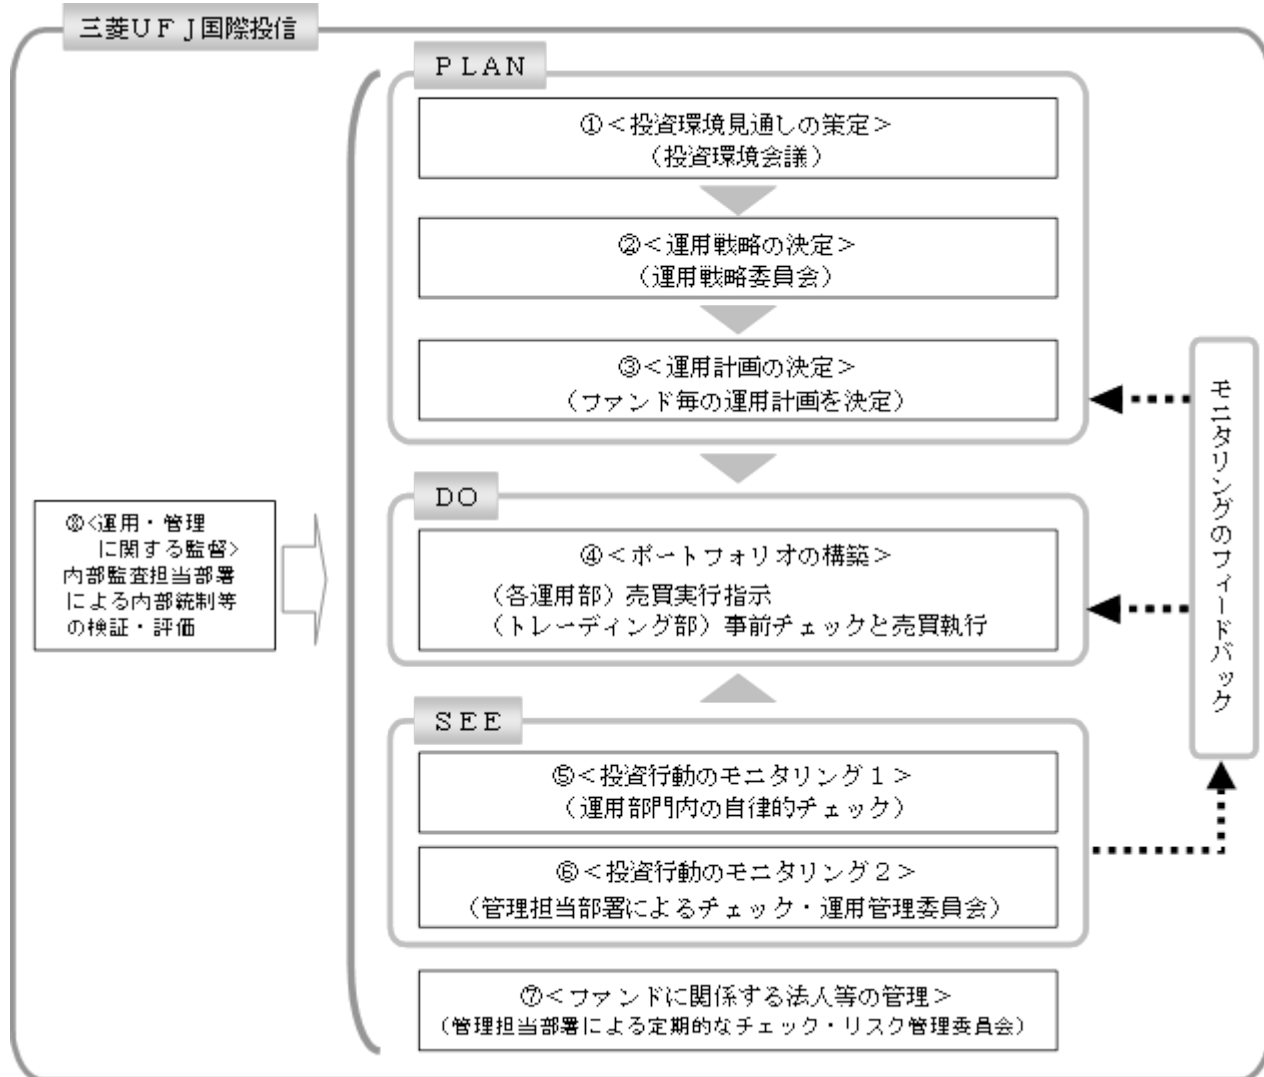 三菱ＵＦＪ国際投信
ＰＬＡＮ
①＜投資環境見通しの策定＞
（投資環境会議）
②＜運用戦略の決定＞
（運用戦略委員会）
③＜運用計画の決定＞
（ファンド毎の運用計画を決定）
ＤＯ
④＜ポートフォリオの構築＞
（各運用部）売買実行指示
（トレーディング部）事前チェックと売買執行
ＳＥＥ
⑤＜投資行動のモニタリング１＞
（運用部門内の自律的チェック）
⑥＜投資行動のモニタリング２＞
（管理担当部署によるチェック・運用管理委員会）
⑦＜ファンドに関係する法人等の管理＞
（管理担当部署による定期的なチェック・リスク管理委員会）
⑧<運用・管理
に関する監督>
内部監査担当部署
による内部統制等
の検証・評価
モニタリングのフィードバック